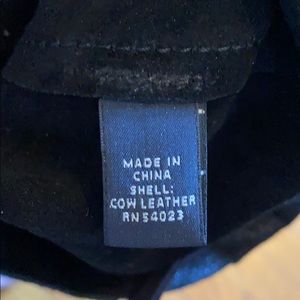 MADE IN
CHINA
SHELL:
COW LEATHER
RN54023